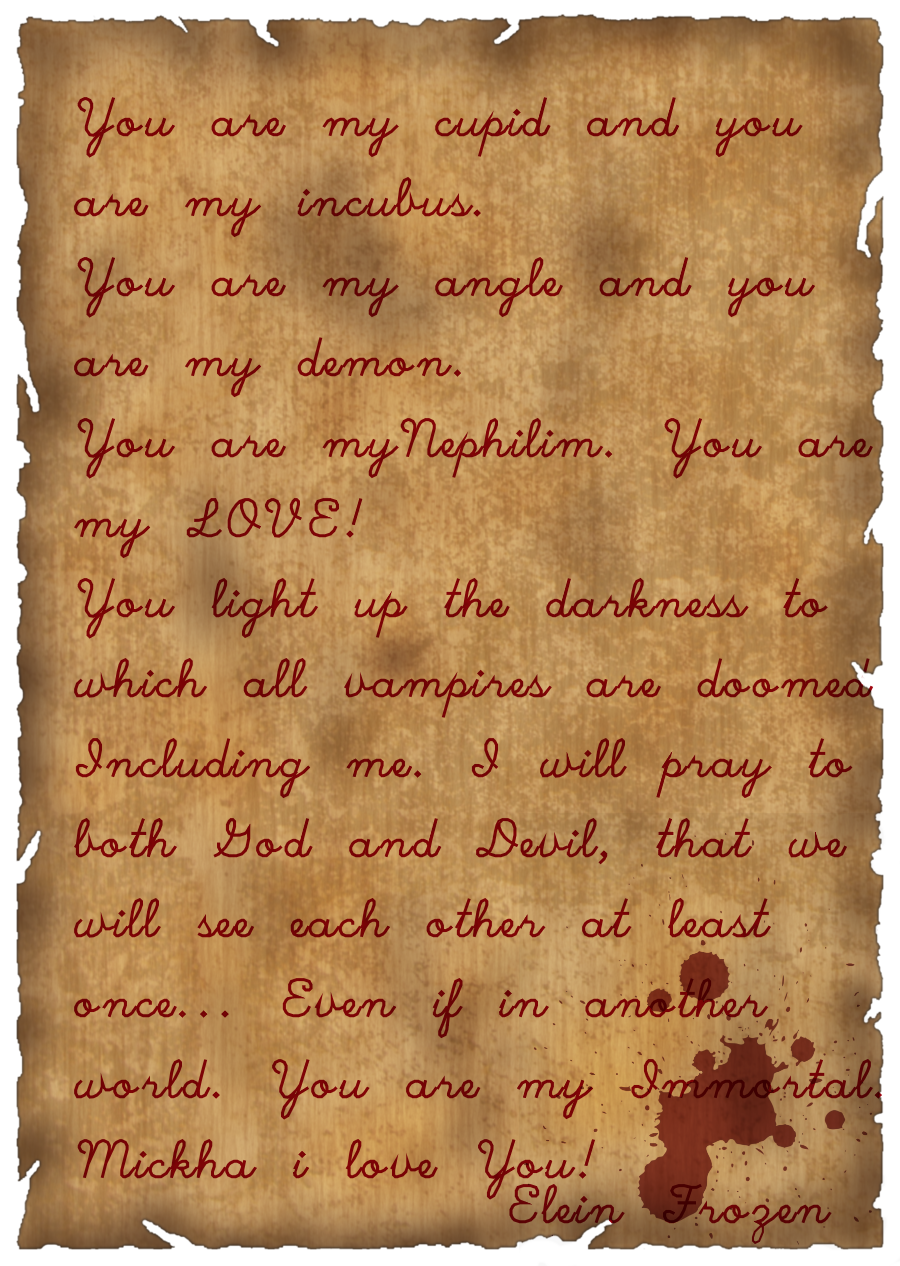 You are my cupid and you
are my incubus.
You are my angle and you
are my demon.
You are myNephilim. You are
my LOVE!
You light up the darkness to
which all vampires are doomed
Including me. I will pray to
both God and Devil, that we
will see each other at least
once... Even if in another
world. You are my Immortal.
Mickha i love You!
Elein Frozen